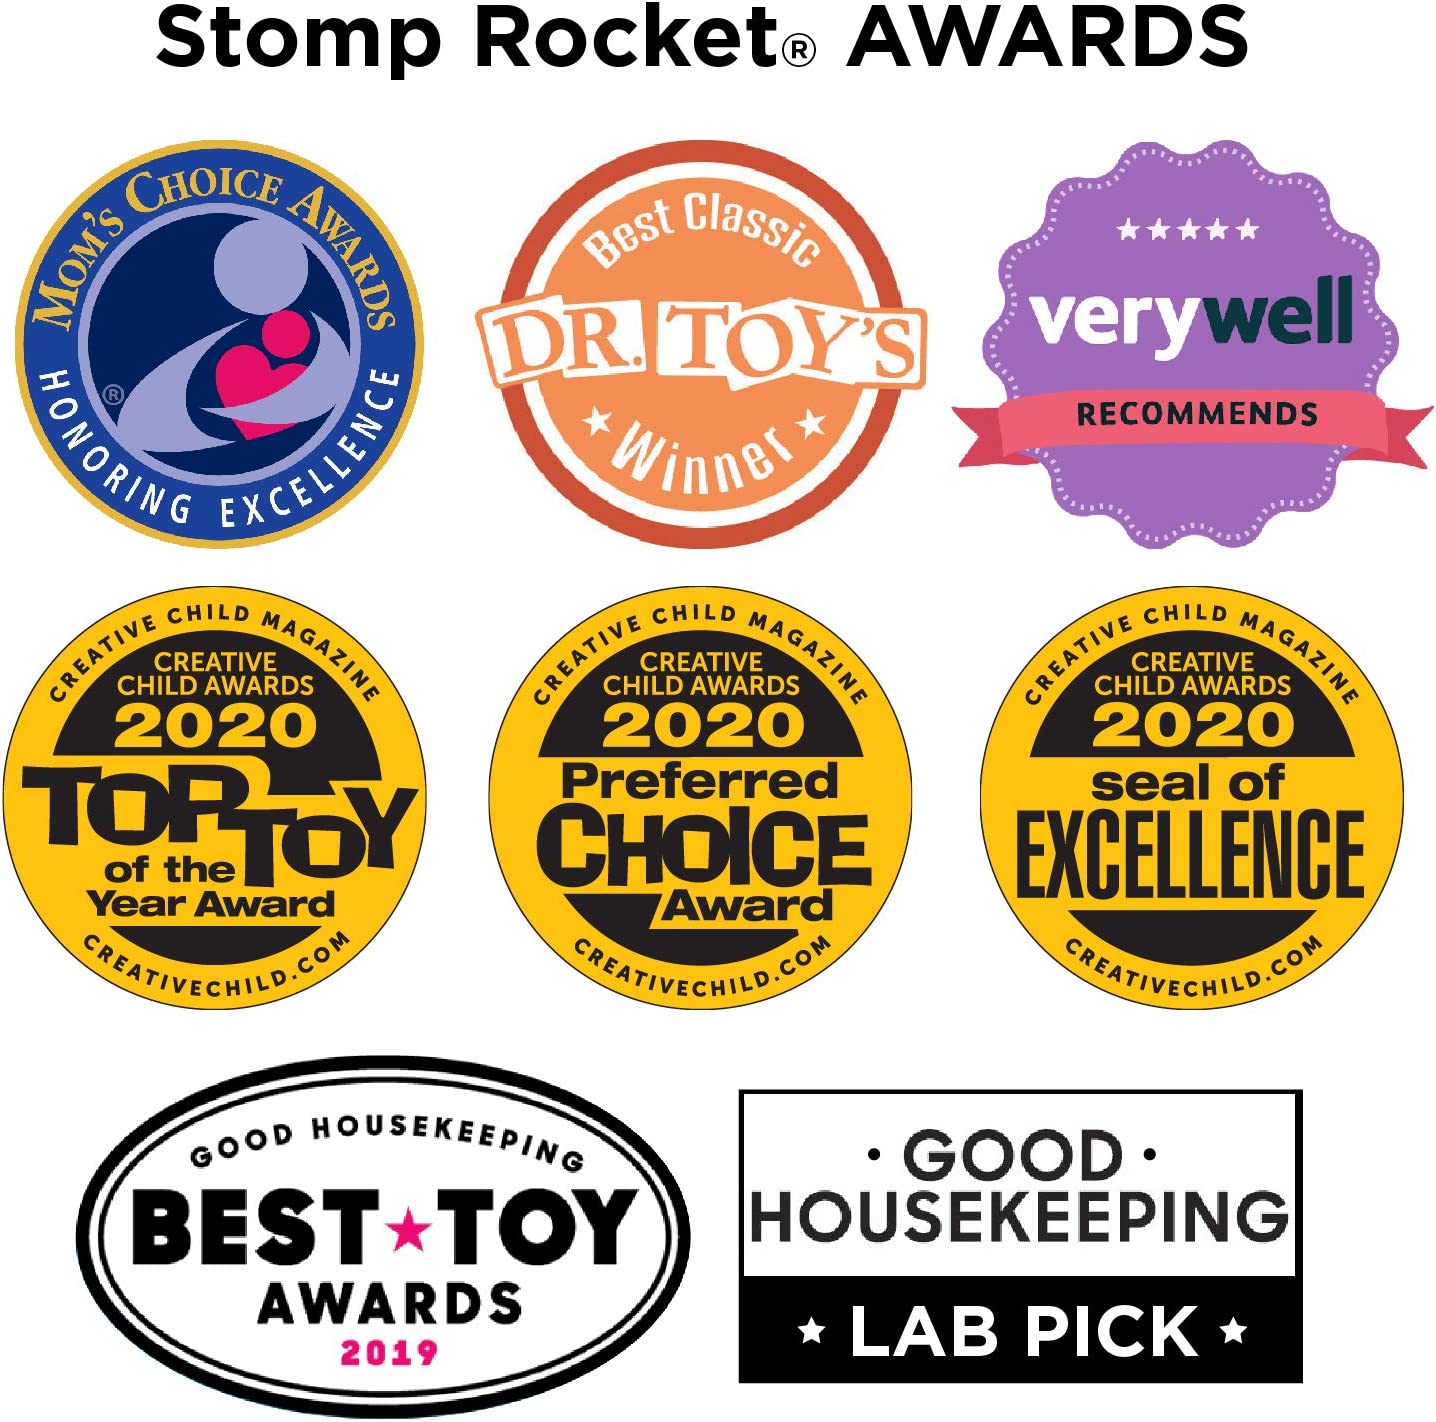 Stomp Rocket® AWARDS
MOM'S CHOICE AWARDS
®
HONORING EXCELLENCE
Best Classic
DR. TOY'S
Winner
verywell
RECOMMENDS
CREATIVE CHILD MAGAZINE
CREATIVE
CHILD AWARDS
2020
TOP TOY
of the
Year Award
CREATIVECHILD.COM
CREATIVE CHILD MAGAZINE
CREATIVE
CHILD AWARDS
2020
Preferred
CHOICE
Award
CREATIVECHILD.COM
CREATIVE CHILD MAGAZINE
CREATIVE
CHILD AWARDS
2020
seal of
EXCELLENCE
CREATIVECHILD.COM
GOOD HOUSEKEEPING
BEST★TOY
AWARDS
2019
· GOOD ·
HOUSEKEEPING
★ LAB PICK ★